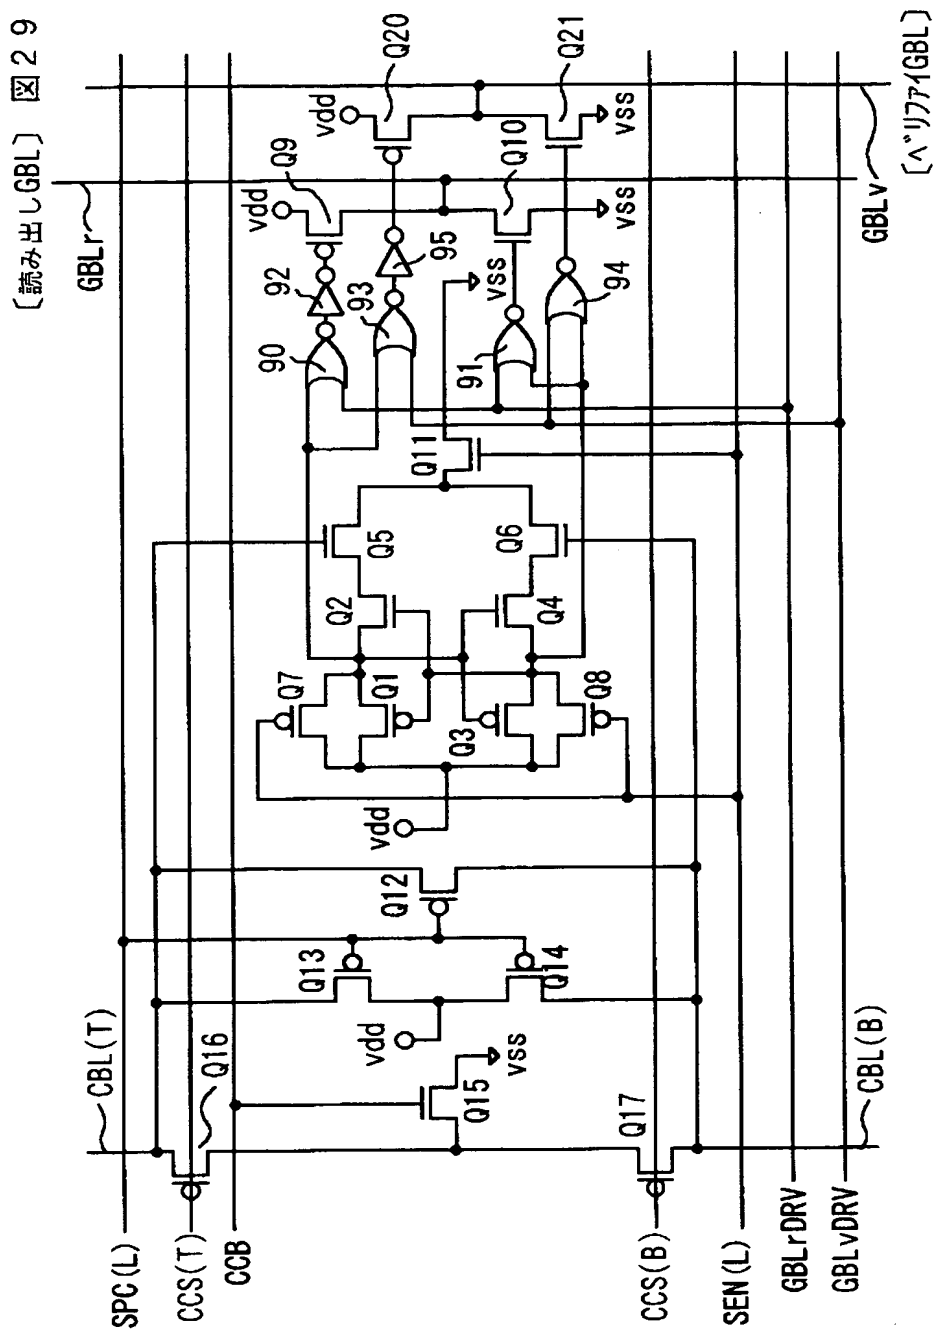 図29
〔読み出しGBL〕
GBLr
Q20
Q21
vdd
vss
GBLv
〔ベリファイGBL〕
Q9
Q10
vdd
vss
92
95
90
93
91
94
vss
Q11
Q5
Q6
Q2
Q4
Q7
Q1
Q3
Q8
vdd
Q12
Q13
Q14
vdd
vss
Q15
CBL(T)
Q16
Q17
CBL(B)
SPC(L)
CCS(T)
CCB
CCS(B)
SEN(L)
GBLrDRV
GBLvDRV